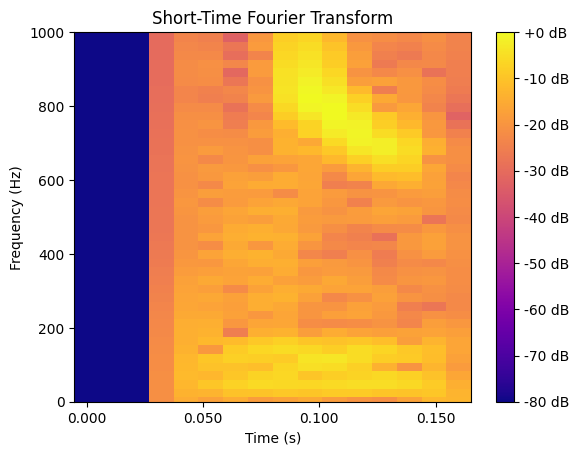 Short-Time Fourier Transform
1000
800
600
400
200
0
Frequency (Hz)
0.000
0.050
0.100
0.150
Time (s)
+0 dB
-10 dB
-20 dB
-30 dB
-40 dB
-50 dB
-60 dB
-70 dB
-80 dB